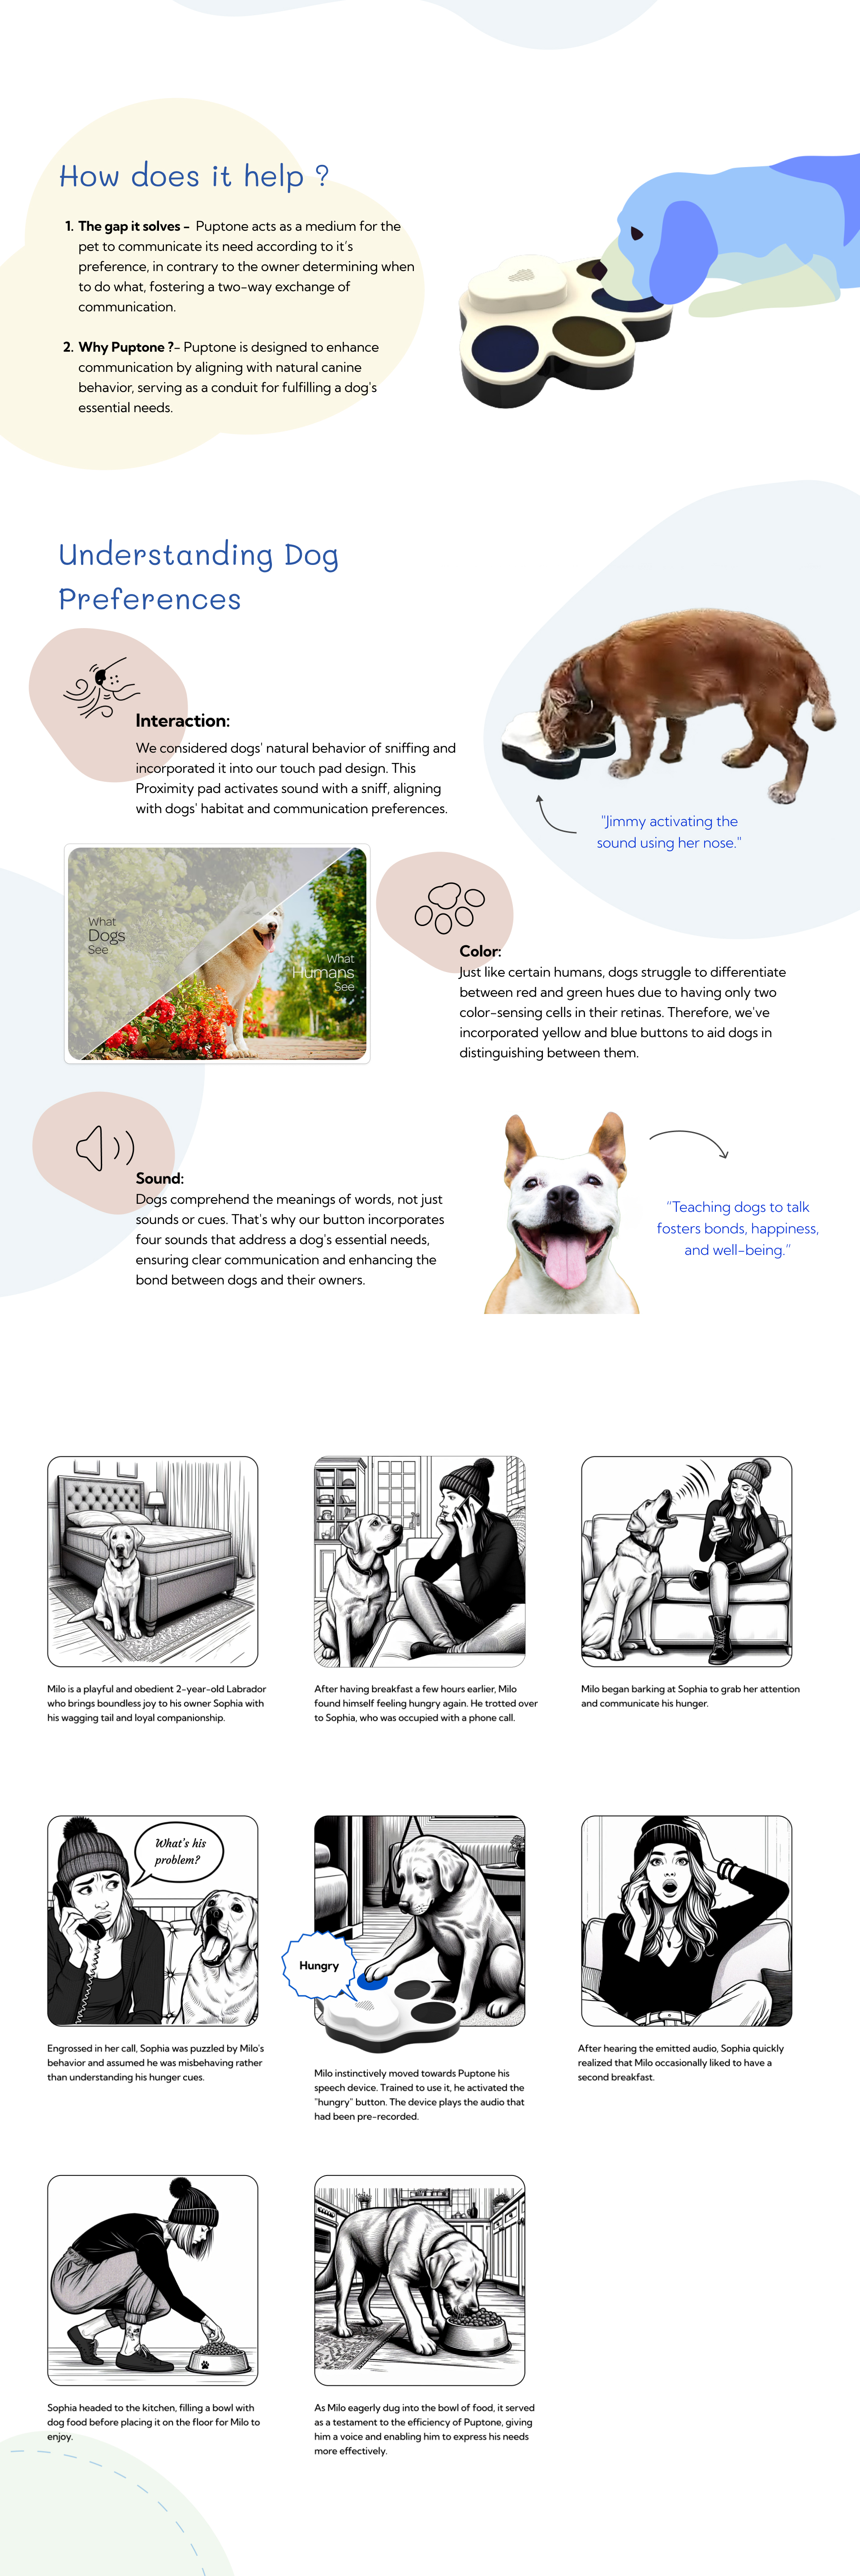 How does it help ?
1. The gap it solves - Puptone acts as a medium for the
pet to communicate its need according to it's
preference, in contrary to the owner determining when
to do what, fostering a two-way exchange of
communication.
2. Why Puptone ?- Puptone is designed to enhance
communication by aligning with natural canine
behavior, serving as a conduit for fulfilling a dog's
essential needs.
Understanding Dog
Preferences
Interaction:
We considered dogs' natural behavior of sniffing and
incorporated it into our touch pad design. This
Proximity pad activates sound with a sniff, aligning
with dogs' habitat and communication preferences.
"Jimmy activating the
sound using her nose."
What
Dogs
See
What
Humans
See
Color:
Just like certain humans, dogs struggle to differentiate
between red and green hues due to having only two
color-sensing cells in their retinas. Therefore, we've
incorporated yellow and blue buttons to aid dogs in
distinguishing between them.
Sound:
Dogs comprehend the meanings of words, not just
sounds or cues. That's why our button incorporates
four sounds that address a dog's essential needs,
ensuring clear communication and enhancing the
bond between dogs and their owners.
"Teaching dogs to talk
fosters bonds, happiness,
and well-being."
Milo is a playful and obedient 2-year-old Labrador
who brings boundless joy to his owner Sophia with
his wagging tail and loyal companionship.
After having breakfast a few hours earlier, Milo
found himself feeling hungry again. He trotted over
to Sophia, who was occupied with a phone call.
Milo began barking at Sophia to grab her attention
and communicate his hunger.
What's his
problem?
Engrossed in her call, Sophia was puzzled by Milo's
behavior and assumed he was misbehaving rather
than understanding his hunger cues.
Hungry
Milo instinctively moved towards Puptone his
speech device. Trained to use it, he activated the
"hungry" button. The device plays the audio that
had been pre-recorded.
After hearing the emitted audio, Sophia quickly
realized that Milo occasionally liked to have a
second breakfast.
Sophia headed to the kitchen, filling a bowl with
dog food before placing it on the floor for Milo to
enjoy.
As Milo eagerly dug into the bowl of food, it served
as a testament to the efficiency of Puptone, giving
him a voice and enabling him to express his needs
more effectively.